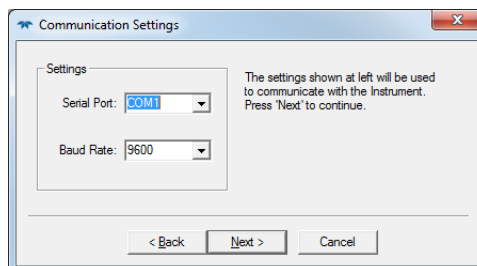 Communication Settings
Settings
Serial Port: COM1
Baud Rate: 9600
The settings shown at left will be used
to communicate with the Instrument.
Press 'Next' to continue.
< Back
Next >
Cancel